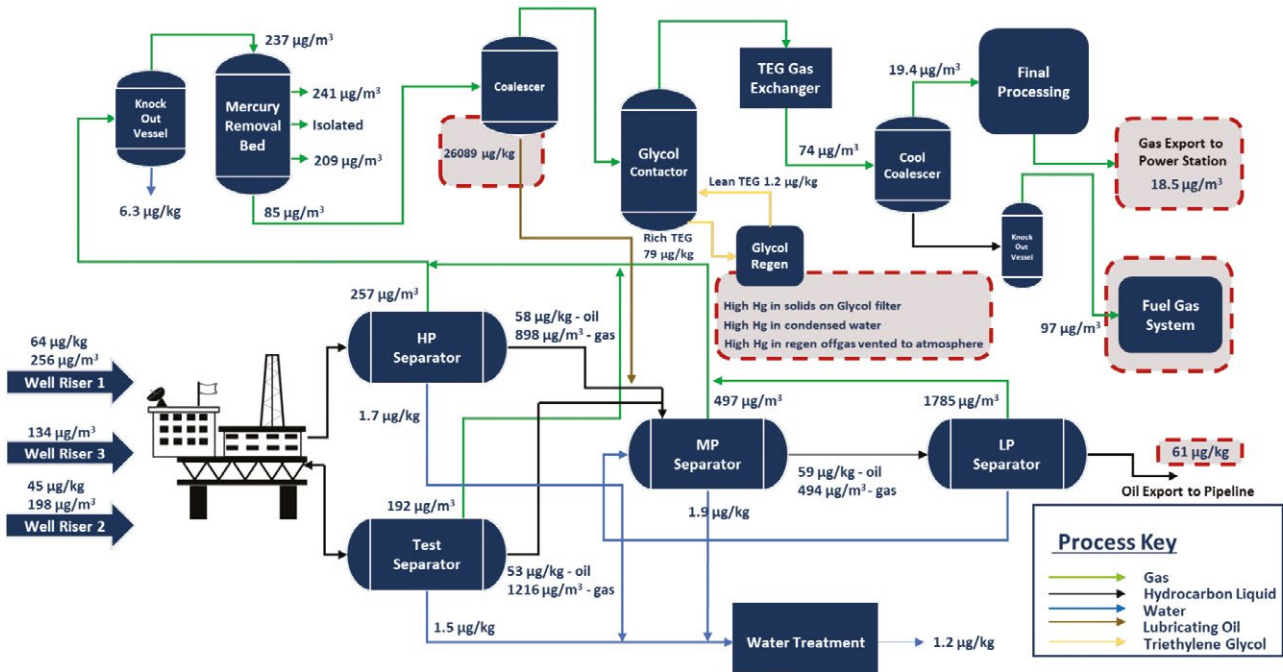 237 µg/m³
Knock
Out
Vessel
6.3 µg/kg
Mercury
Removal
Bed
241 µg/m³
Isolated
209 µg/m³
85 µg/m³
Coalescer
26089 µg/kg
Glycol
Contactor
Lean TEG 1.2 µg/kg
Rich TEG
79 µg/kg
Glycol
Regen
TEG Gas
Exchanger
74 µg/m³
Cool
Coalescer
19.4 µg/m³
Final
Processing
Gas Export to
Power Station
18.5 µg/m³
Knock
Out
Vessel
97 µg/m³
Fuel Gas
System
High Hg in solids on Glycol filter
High Hg in condensed water
High Hg in regen offgas vented to atmosphere
64 µg/kg
256 µg/m³
Well Riser 1
134 µg/m³
Well Riser 3
45 µg/kg
198 µg/m³
Well Riser 2
257 µg/m³
HP
Separator
58 µg/kg - oil
898 µg/m³ - gas
1.7 µg/kg
192 µg/m³
Test
Separator
53 µg/kg - oil
1216 µg/m³ - gas
1.5 µg/kg
497 µg/m³
MP
Separator
59 µg/kg - oil
494 µg/m³ - gas
1.9 µg/kg
1785 µg/m³
LP
Separator
61 µg/kg
Oil Export to Pipeline
Water Treatment
1.2 µg/kg
Process Key
Gas
Hydrocarbon Liquid
Water
Lubricating Oil
Triethylene Glycol